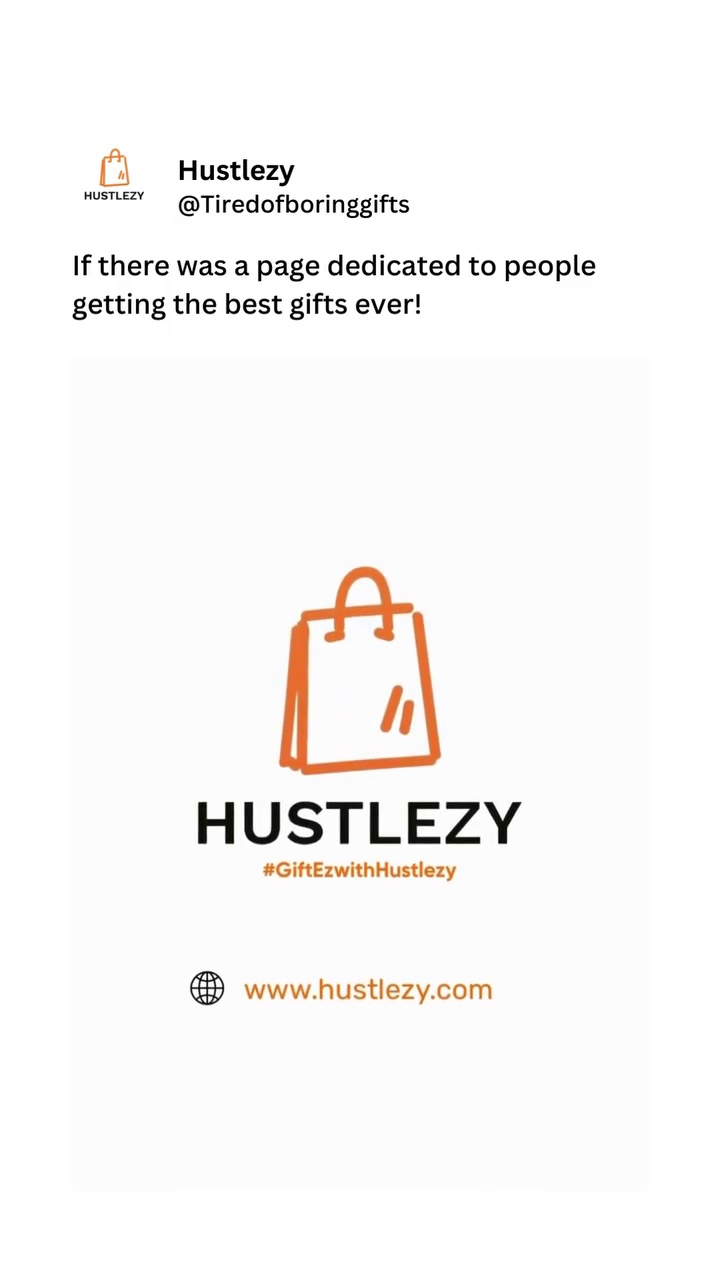 HUSTLEZY
Hustlezy
@Tiredofboringgifts
If there was a page dedicated to people
getting the best gifts ever!
HUSTLEZY
#GiftEzwithHustlezy
www.hustlezy.com